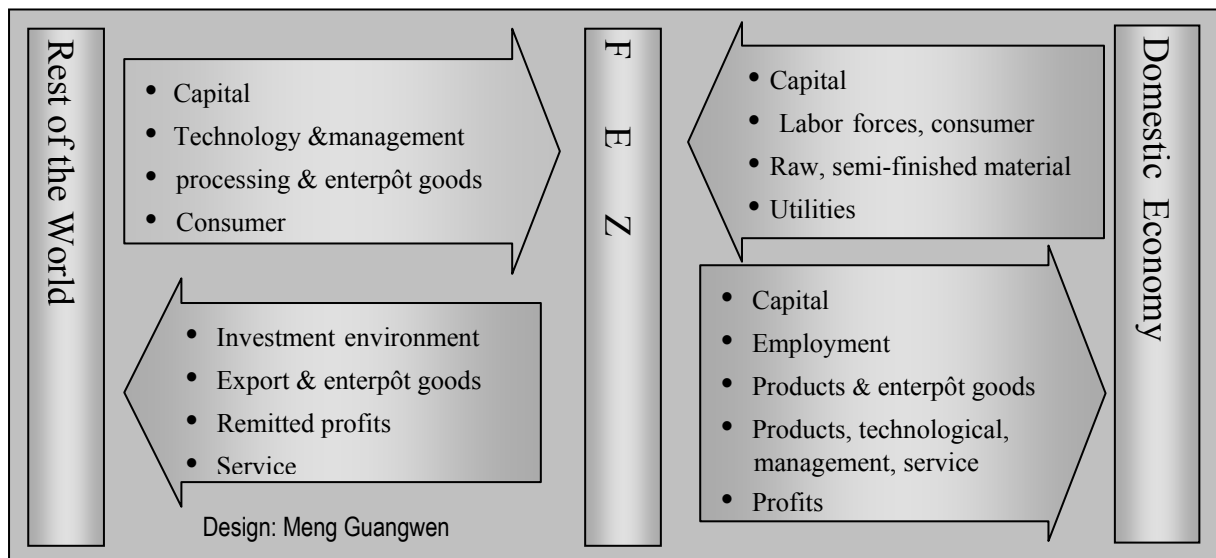 Rest of the World
• Capital
• Technology &management
• processing & enterpôt goods
• Consumer
• Investment environment
• Export & enterpôt goods
• Remitted profits
• Service
Design: Meng Guangwen
F E Z
• Capital
• Labor forces, consumer
• Raw, semi-finished material
• Utilities
• Capital
• Employment
• Products & enterpôt goods
• Products, technological,
management, service
• Profits
Domestic Economy